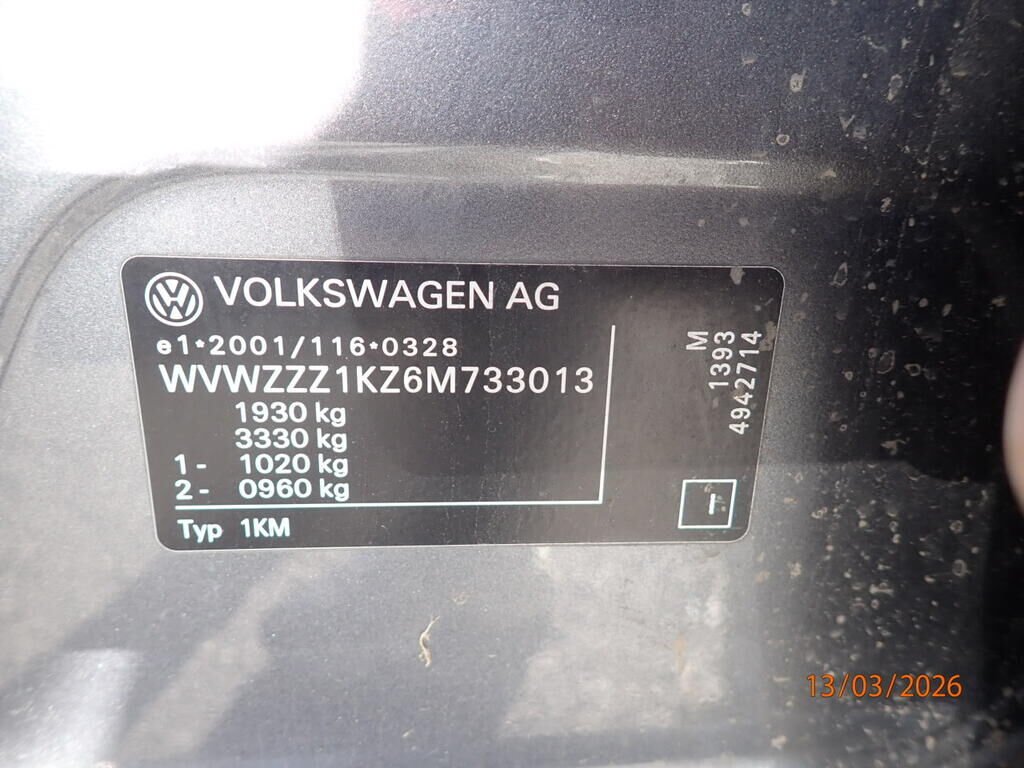 VOLKSWAGEN AG
e1*2001/116*0328
WVWZZZ1KZ6M733013
1930 kg
3330 kg
1- 1020 kg
2- 0960 kg
Typ 1KM
M
1393
4942714
T
13/03/2026